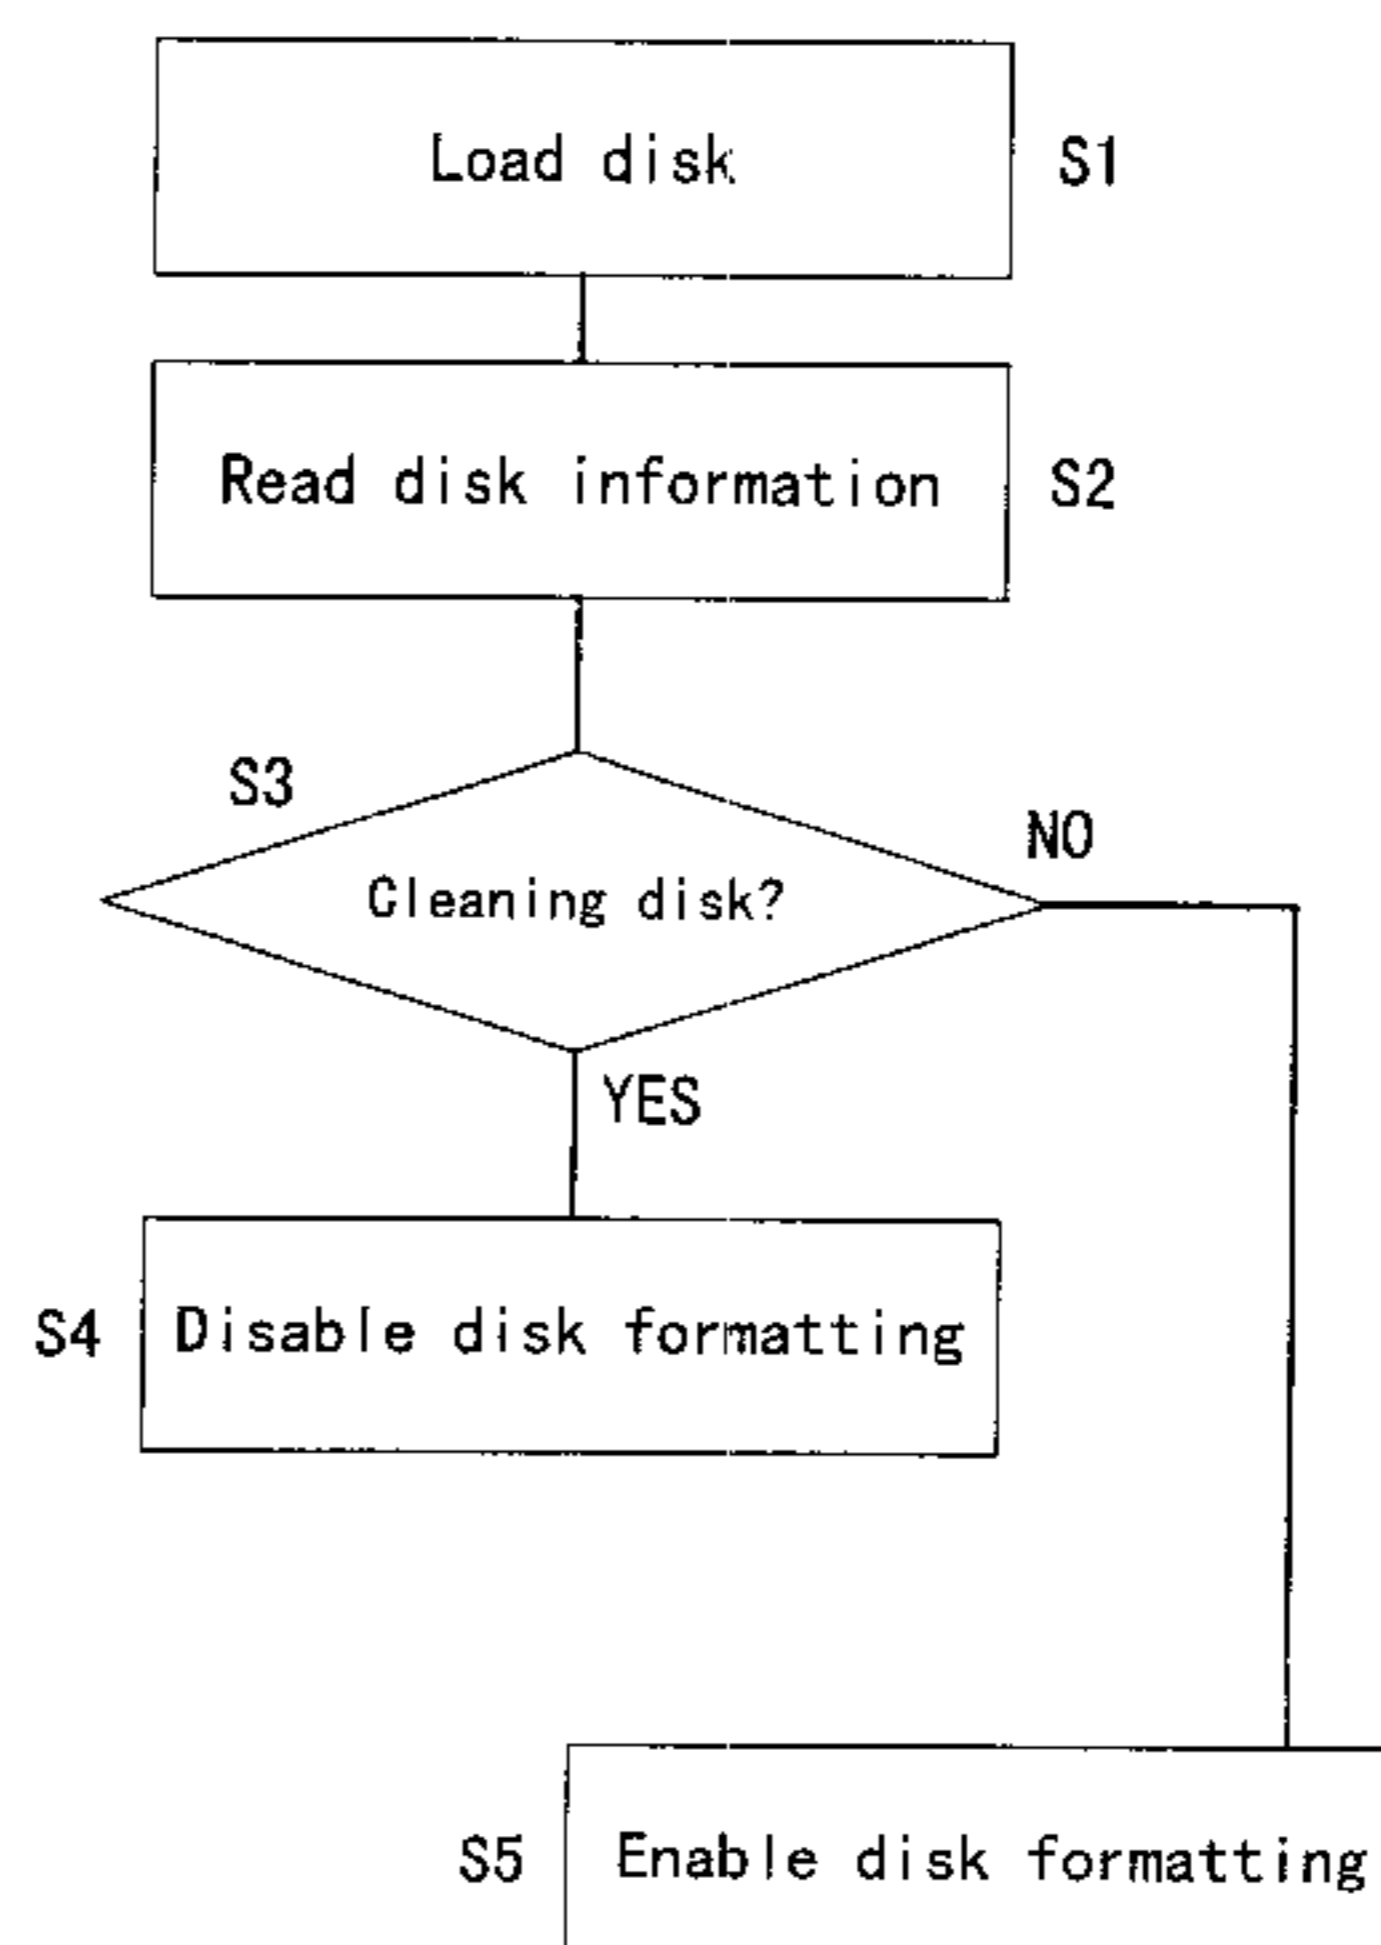 Load disk S1
Read disk information S2
S3
NO
Cleaning disk?
YES
S4 Disable disk formatting
S5 Enable disk formatting